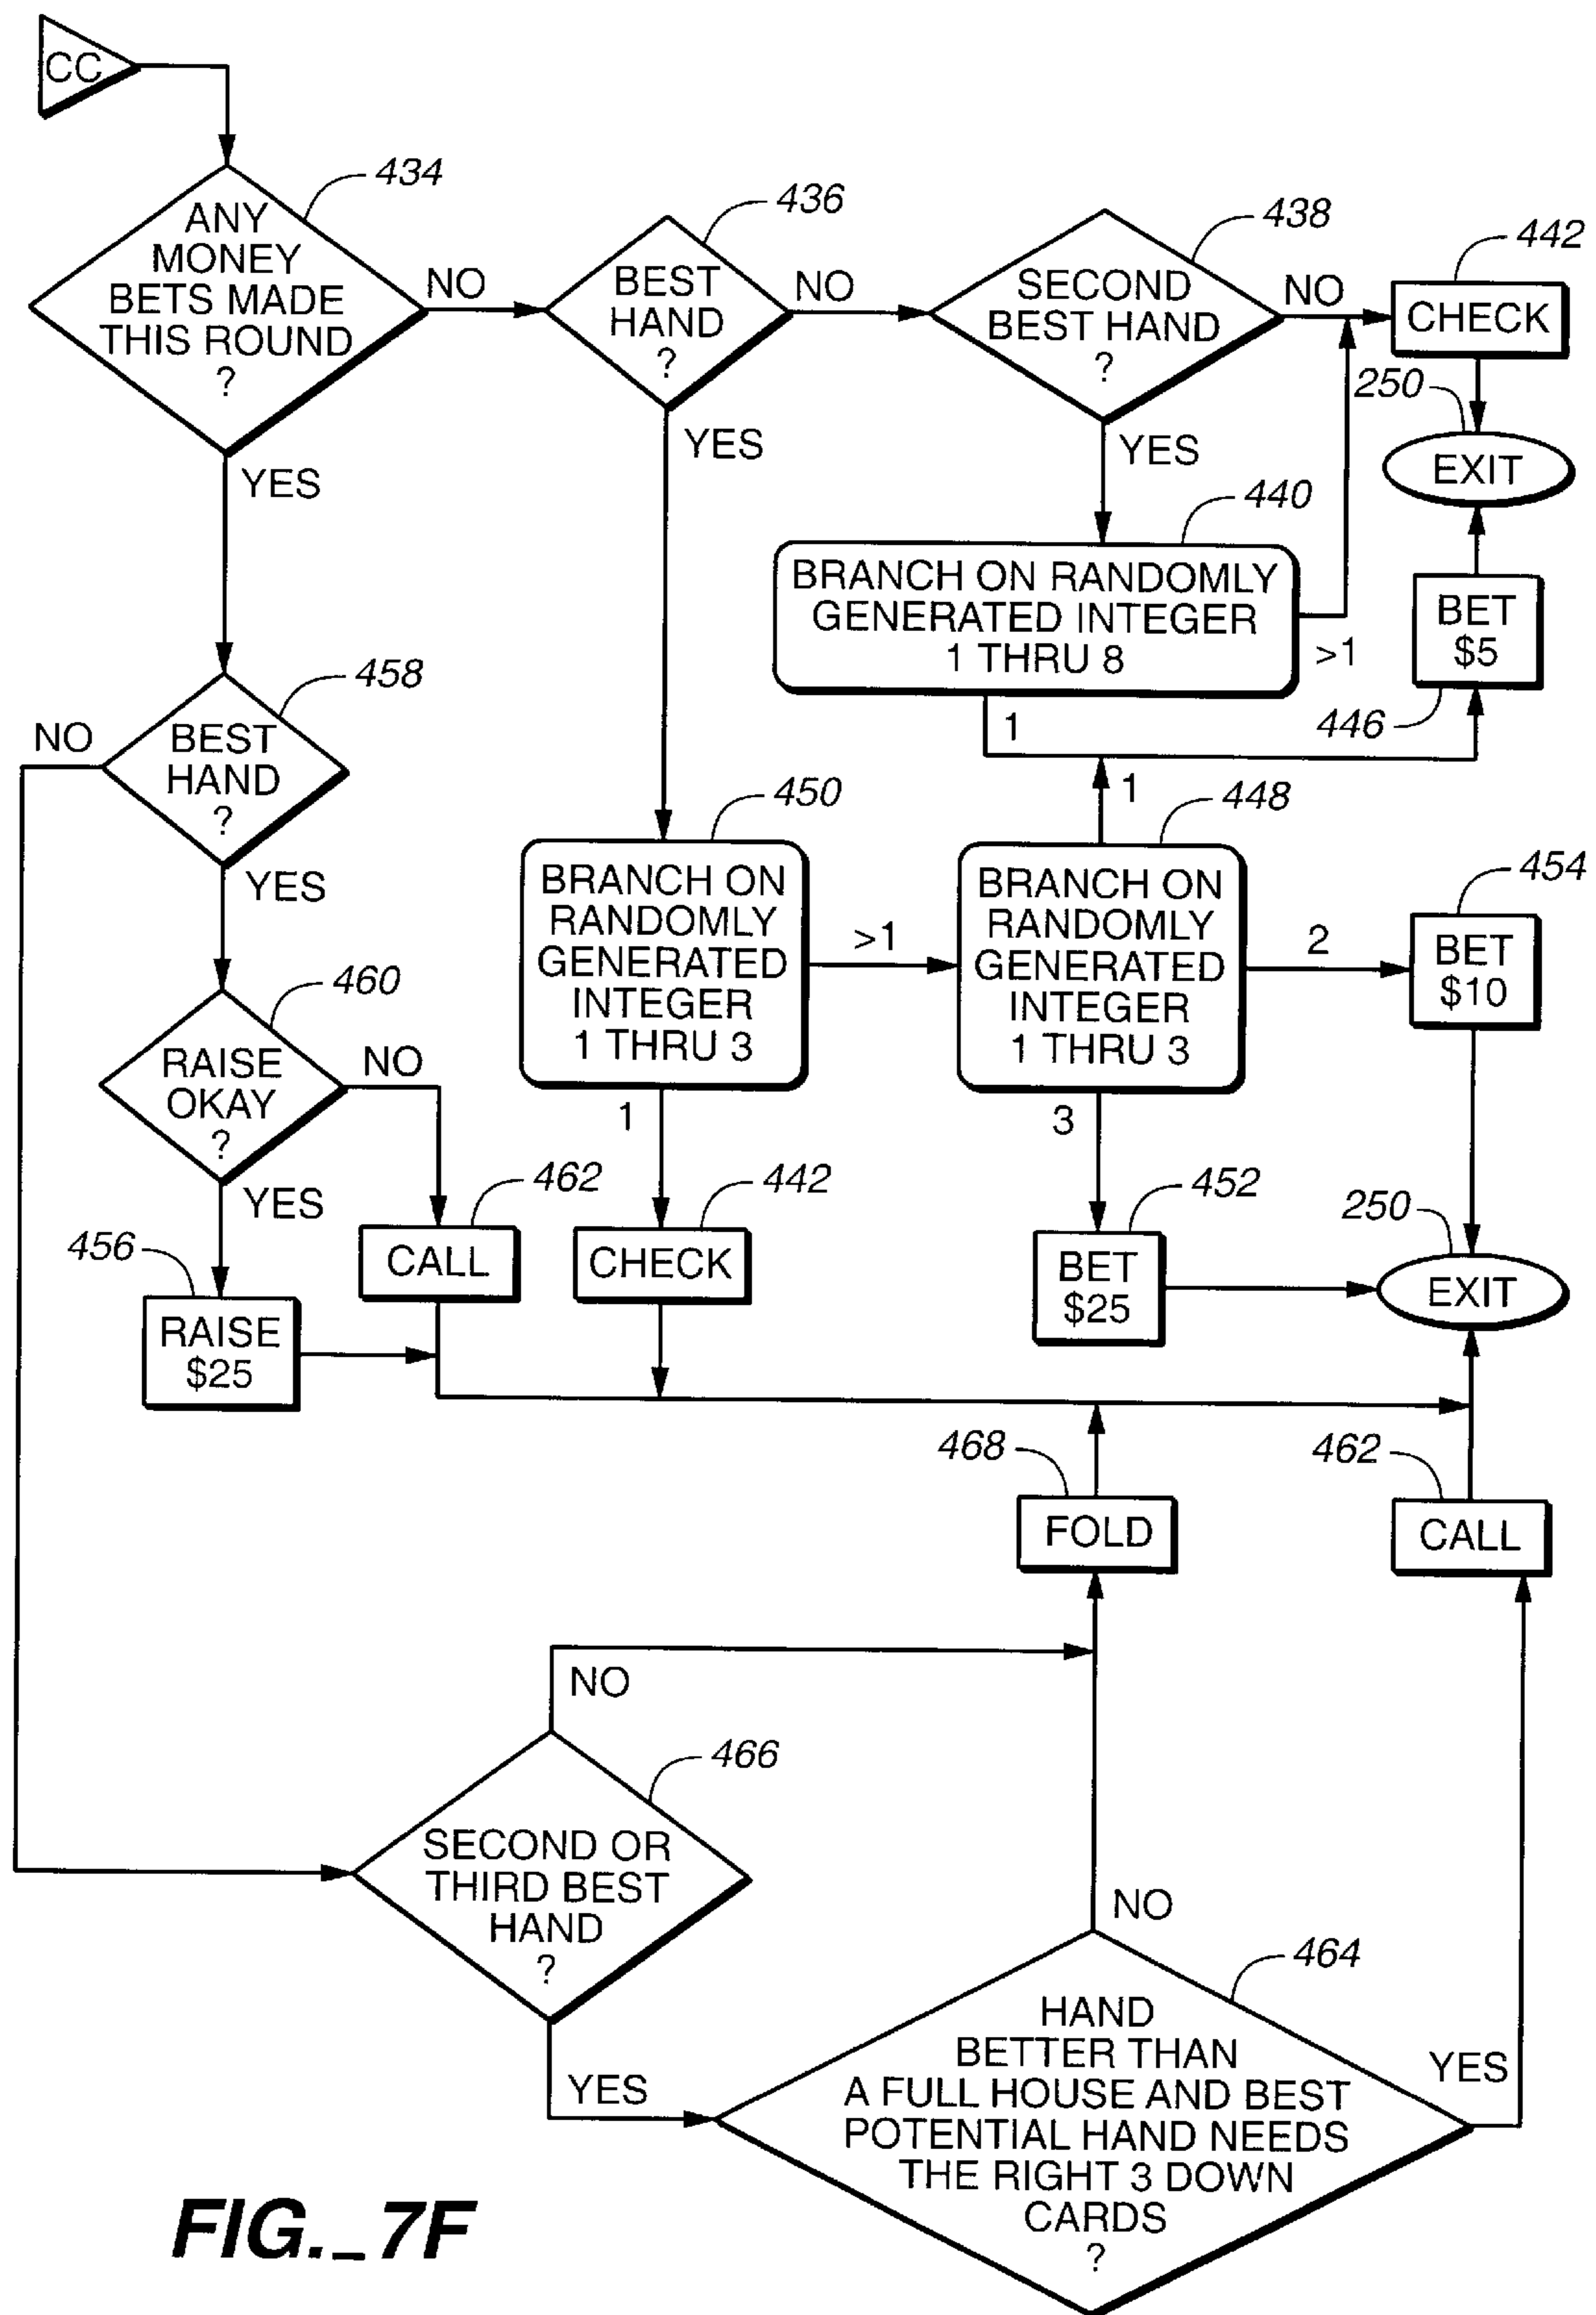 CC
434
ANY
MONEY
BETS MADE
THIS ROUND
?
NO
YES
436
BEST
HAND
?
NO
YES
438
SECOND
BEST HAND
?
NO
YES
442
CHECK
250
EXIT
440
BRANCH ON RANDOMLY
GENERATED INTEGER
1 THRU 8
>1
1
BET
$5
446
458
NO
BEST
HAND
?
YES
450
BRANCH ON
RANDOMLY
GENERATED
INTEGER
1 THRU 3
>1
1
1
448
BRANCH ON
RANDOMLY
GENERATED
INTEGER
1 THRU 3
2
3
454
BET
$10
460
RAISE
OKAY
?
NO
YES
462
CALL
442
CHECK
452
BET
$25
250
EXIT
456
RAISE
$25
468
FOLD
462
CALL
NO
466
SECOND OR
THIRD BEST
HAND
?
YES
NO
464
HAND
BETTER THAN
A FULL HOUSE AND BEST
POTENTIAL HAND NEEDS
THE RIGHT 3 DOWN
CARDS
?
YES
FIG._7F